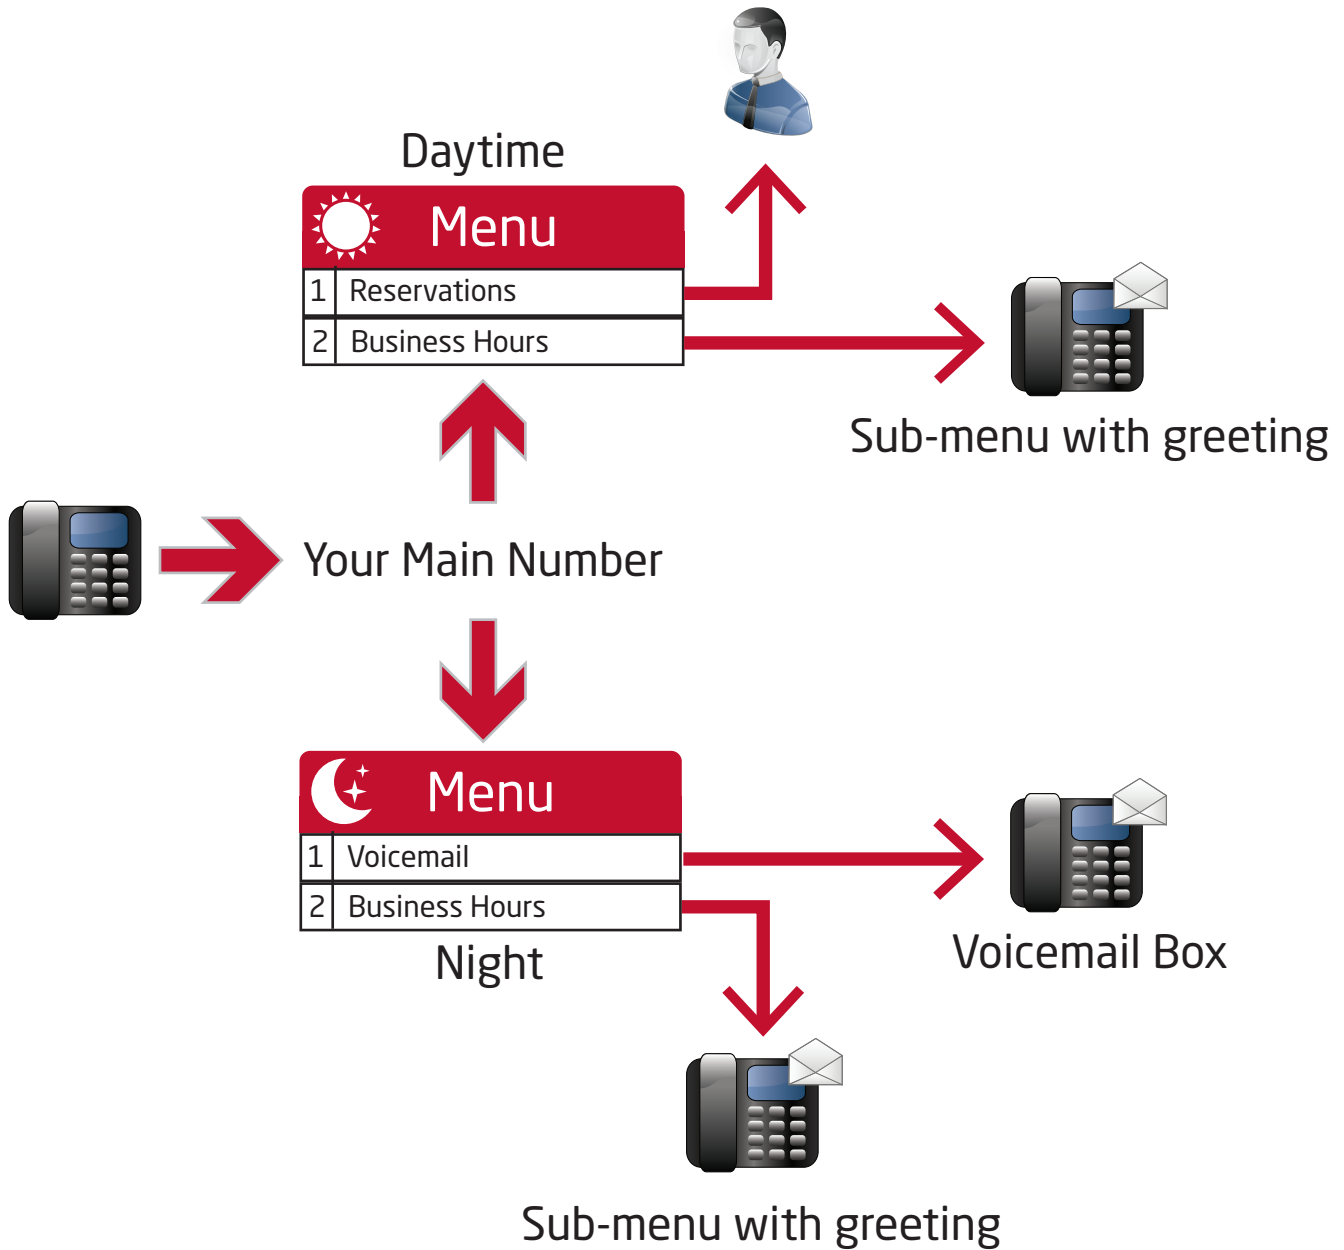 Daytime
Menu
1 Reservations
2 Business Hours
Sub-menu with greeting
Your Main Number
Menu
1 Voicemail
2 Business Hours
Night
Voicemail Box
Sub-menu with greeting